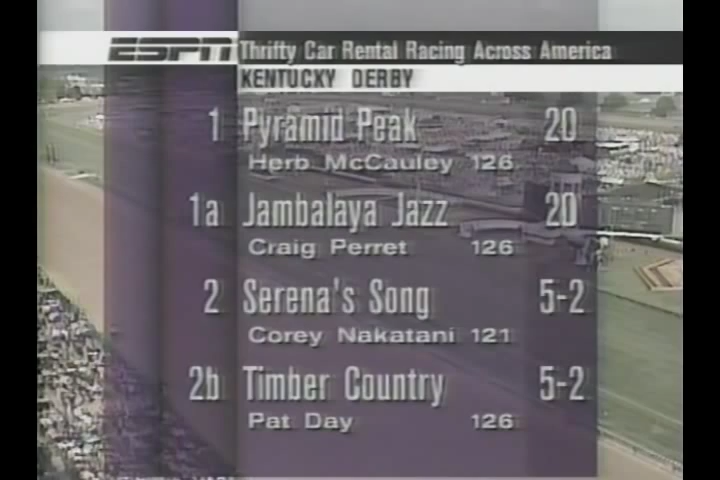 ESPN Thrifty Car Rental Racing Across America
KENTUCKY DERBY
1 Pyramid Peak 20
Herb McCauley 126
1a Jambalaya Jazz 20
Craig Perret 126
2 Serena's Song 5-2
Corey Nakatani 121
2b Timber Country 5-2
Pat Day 126